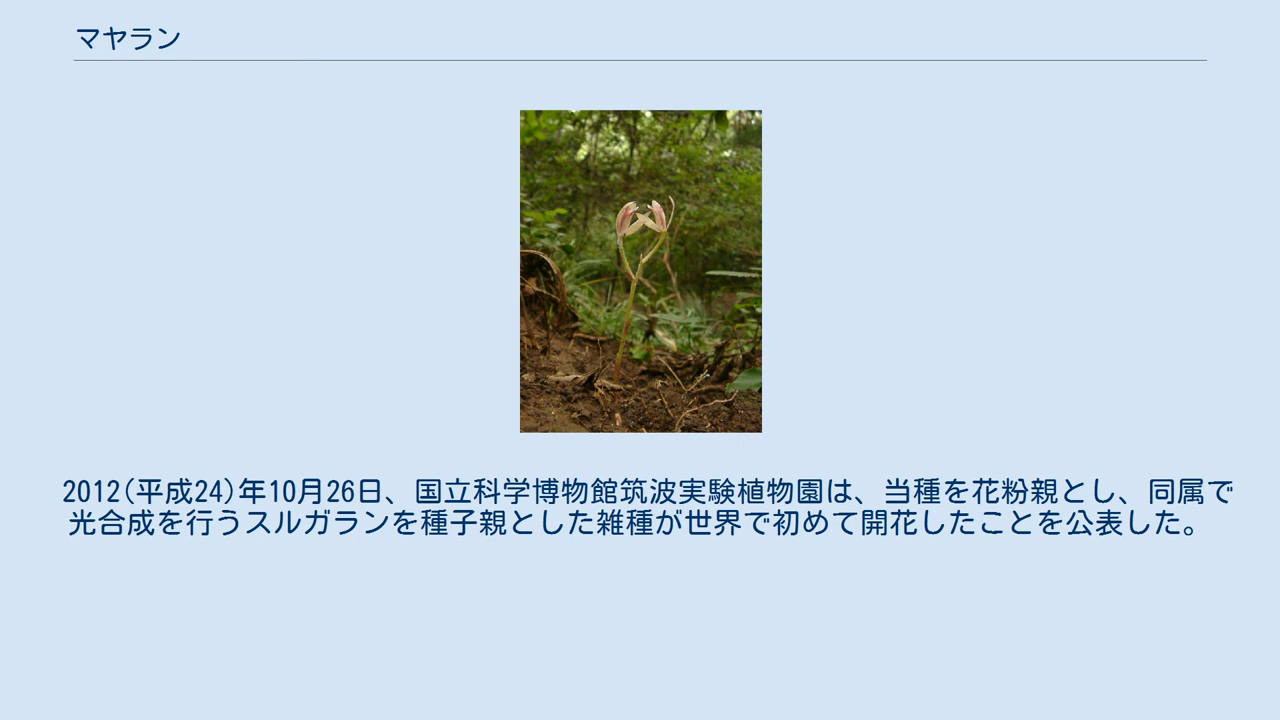 マヤラン
2012(平成24)年10月26日、国立科学博物館筑波実験植物園は、当種を花粉親とし、同属で
光合成を行うスルガランを種子親とした雑種が世界で初めて開花したことを公表した。